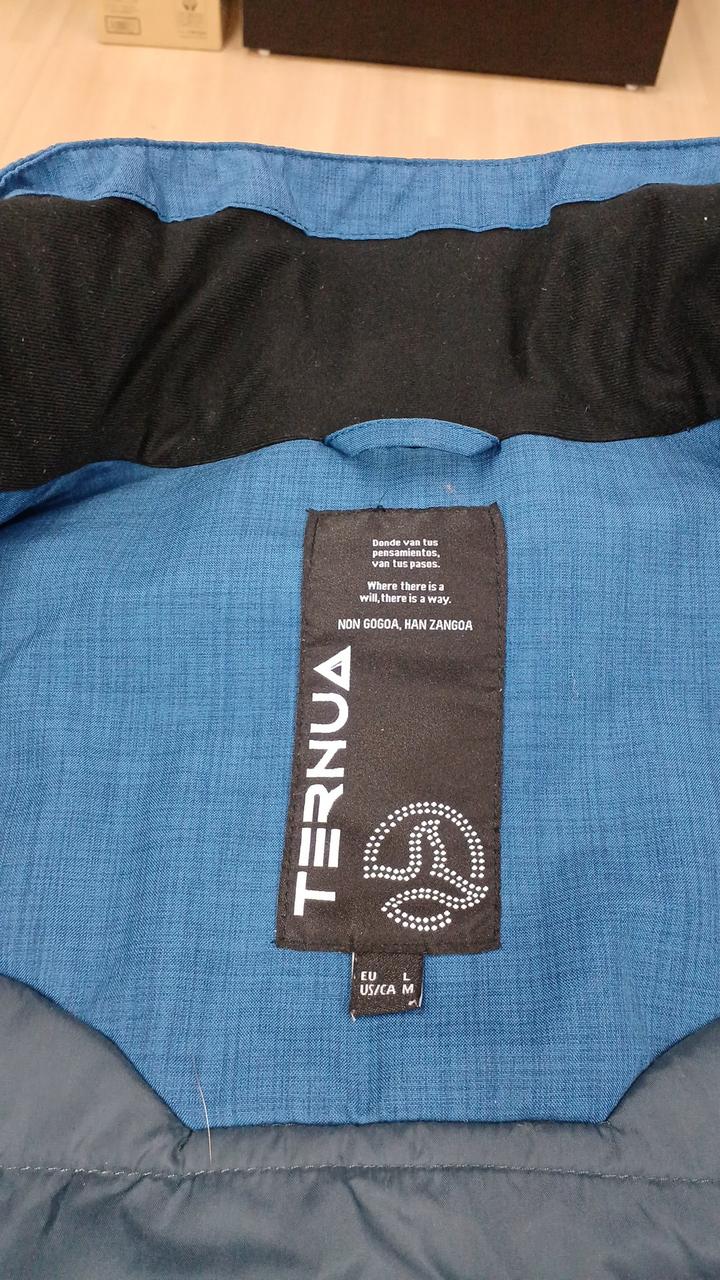 Donde van tus
pensamientos,
van tus pasos.
Where there is a
will, there is a way.
NON GOGOA, HAN ZANGOA
TERNUA
EU L
US/CA M